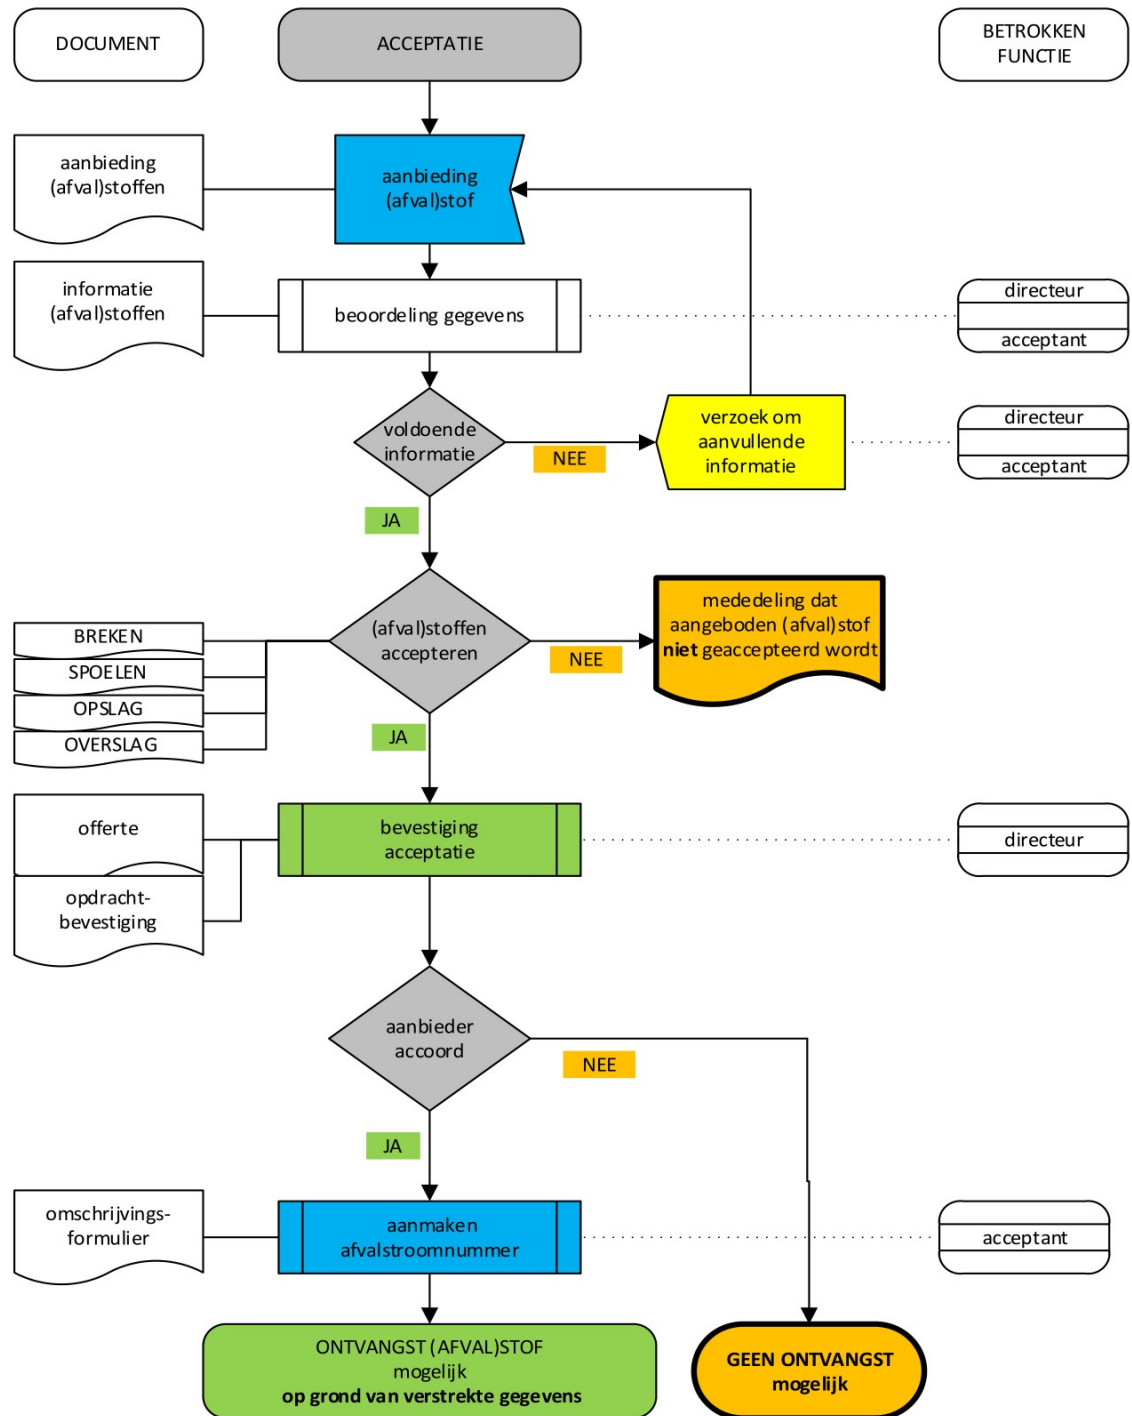 DOCUMENT
ACCEPTATIE
BETROKKEN
FUNCTIE
aanbieding
(afval)stoffen
aanbieding
(afval)stof
informatie
(afval)stoffen
beoordeling gegevens
directeur
acceptant
voldoende
informatie
NEE
verzoek om
aanvullende
informatie
directeur
acceptant
JA
(afval)stoffen
accepteren
NEE
mededeling dat
aangeboden (afval)stof
niet geaccepteerd wordt
BREKEN
SPOELEN
OPSLAG
OVERSLAG
JA
offerte
opdracht-
bevestiging
bevestiging
acceptatie
directeur
aanbieder
accoord
NEE
JA
omschrijvings-
formulier
aanmaken
afvalstroomnummer
acceptant
ONTVANGST (AFVAL)STOF
mogelijk
op grond van verstrekte gegevens
GEEN ONTVANGST
mogelijk